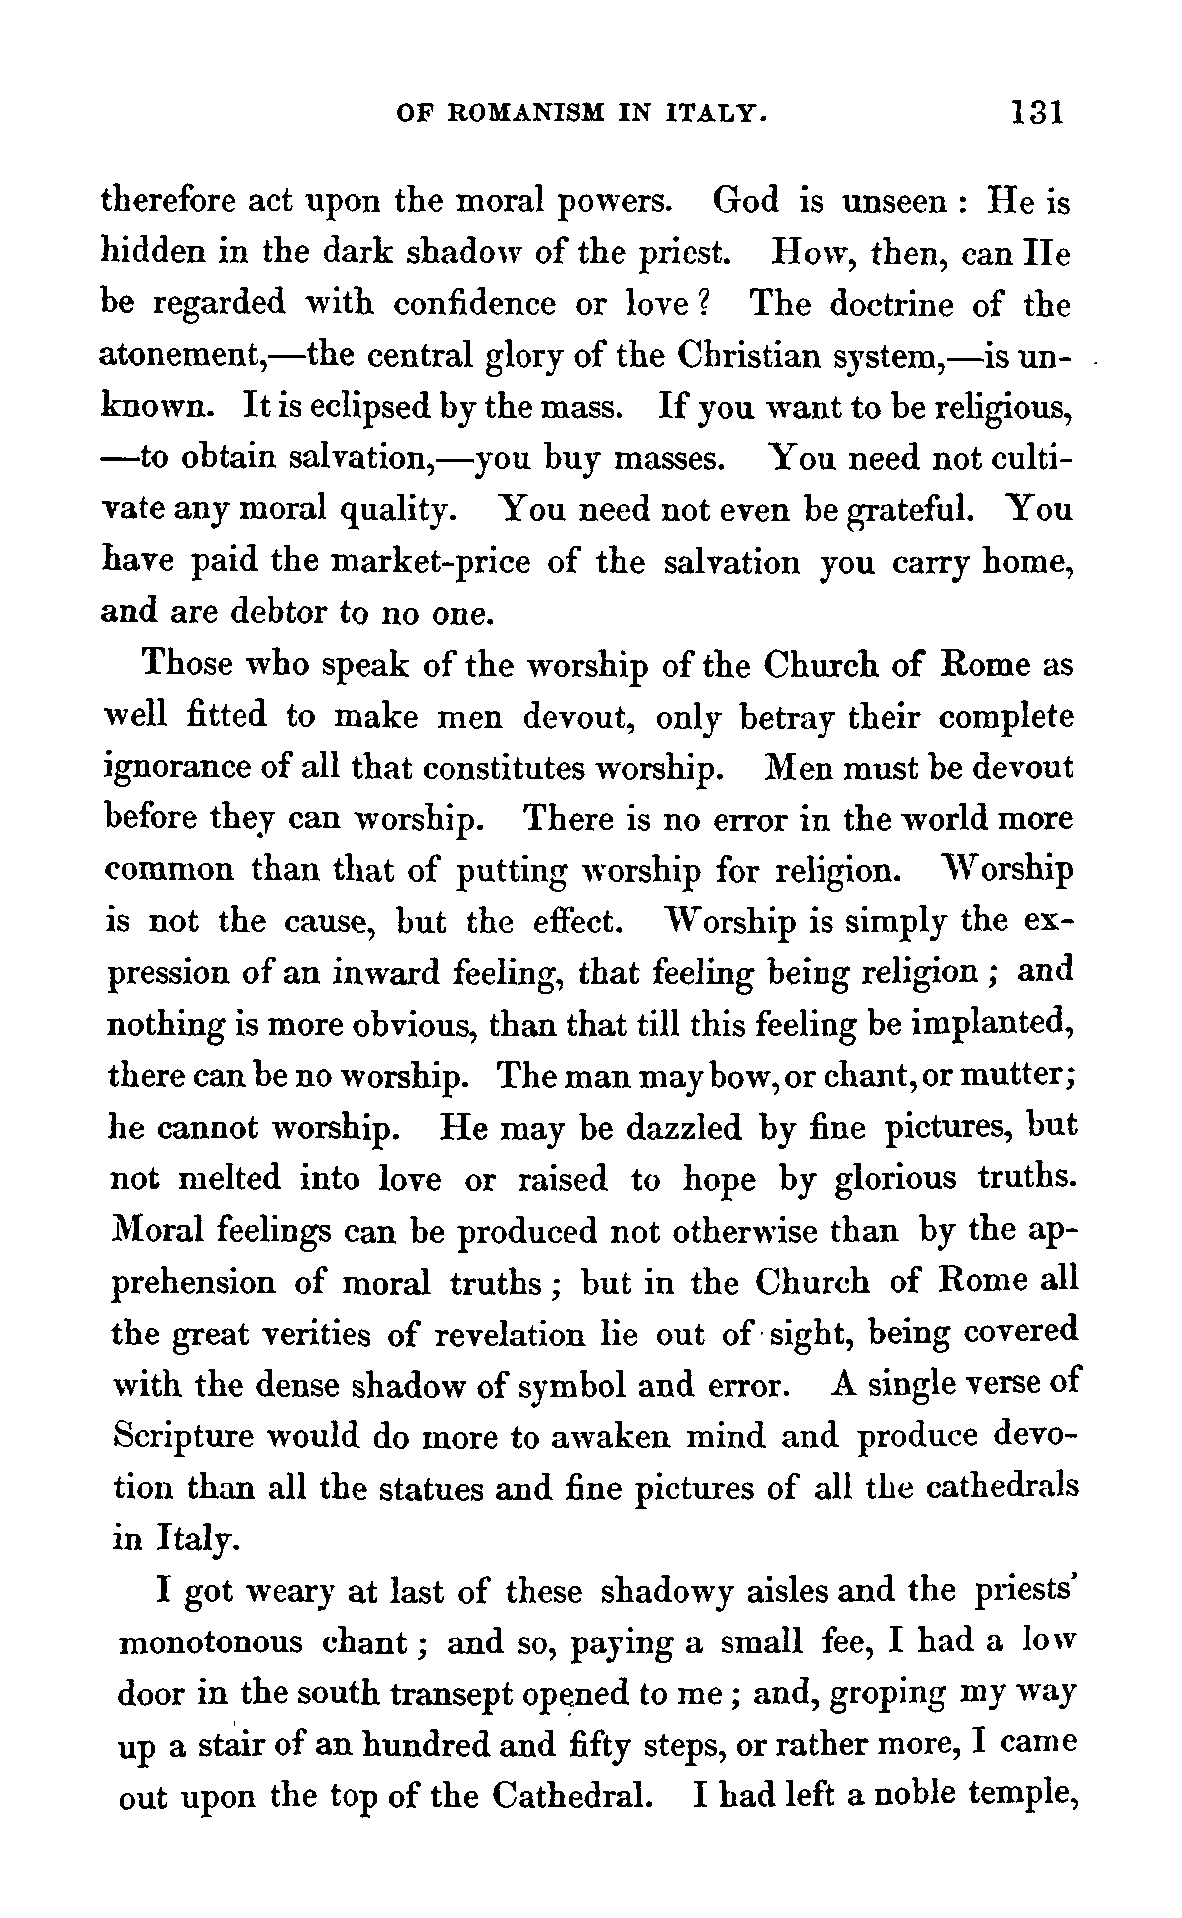 OF ROMANISM IN ITALY. 131
therefore act upon the moral powers. God is unseen : He is
hidden in the dark shadow of the priest. How, then, can He
be regarded with confidence or love ? The doctrine of the
atonement,—the central glory of the Christian system,—is un-
known. It is eclipsed by the mass. If you want to be religious,
—to obtain salvation,—you buy masses. You need not culti-
vate any moral quality. You need not even be grateful. You
have paid the market-price of the salvation you carry home,
and are debtor to no one.
Those who speak of the worship of the Church of Rome as
well fitted to make men devout, only betray their complete
ignorance of all that constitutes worship. Men must be devout
before they can worship. There is no error in the world more
common than that of putting worship for religion. Worship
is not the cause, but the effect. Worship is simply the ex-
pression of an inward feeling, that feeling being religion ; and
nothing is more obvious, than that till this feeling be implanted,
there can be no worship. The man may bow, or chant, or mutter;
he cannot worship. He may be dazzled by fine pictures, but
not melted into love or raised to hope by glorious truths.
Moral feelings can be produced not otherwise than by the ap-
prehension of moral truths ; but in the Church of Rome all
the great verities of revelation lie out of sight, being covered
with the dense shadow of symbol and error. A single verse of
Scripture would do more to awaken mind and produce devo-
tion than all the statues and fine pictures of all the cathedrals
in Italy.
I got weary at last of these shadowy aisles and the priests'
monotonous chant ; and so, paying a small fee, I had a low
door in the south transept opened to me ; and, groping my way
up a stair of an hundred and fifty steps, or rather more, I came
out upon the top of the Cathedral. I had left a noble temple,